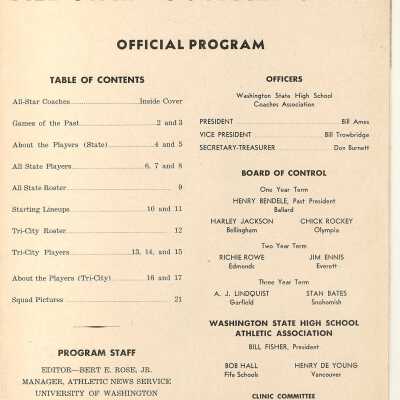 OFFICIAL PROGRAM
TABLE OF CONTENTS
All-Star Coaches Inside Cover
Games of the Past 2 and 3
About the Players (State) 4 and 5
All State Players 6, 7 and 8
All State Roster 9
Starting Lineups 10 and 11
Tri-City Roster 12
Tri-City Players 13, 14, and 15
About the Players (Tri-City) 16 and 17
Squad Pictures 21
PROGRAM STAFF
EDITOR—BERT E. ROSE, JR.
MANAGER, ATHLETIC NEWS SERVICE
UNIVERSITY OF WASHINGTON
OFFICERS
Washington State High School
Coaches Association
PRESIDENT Bill Ames
VICE PRESIDENT Bill Trowbridge
SECRETARY-TREASURER Don Burnett
BOARD OF CONTROL
One Year Term
HENRY BENDELE, Past President
Ballard
HARLEY JACKSON CHICK ROCKEY
Bellingham Olympia
Two Year Term
RICHIE ROWE JIM ENNIS
Edmonds Everett
Three Year Term
A. J. LINDQUIST STAN BATES
Garfield Snohomish
WASHINGTON STATE HIGH SCHOOL
ATHLETIC ASSOCIATION
BILL FISHER, President
BOB HALL HENRY DE YOUNG
Fife Schools Vancouver
CLINIC COMMITTEE